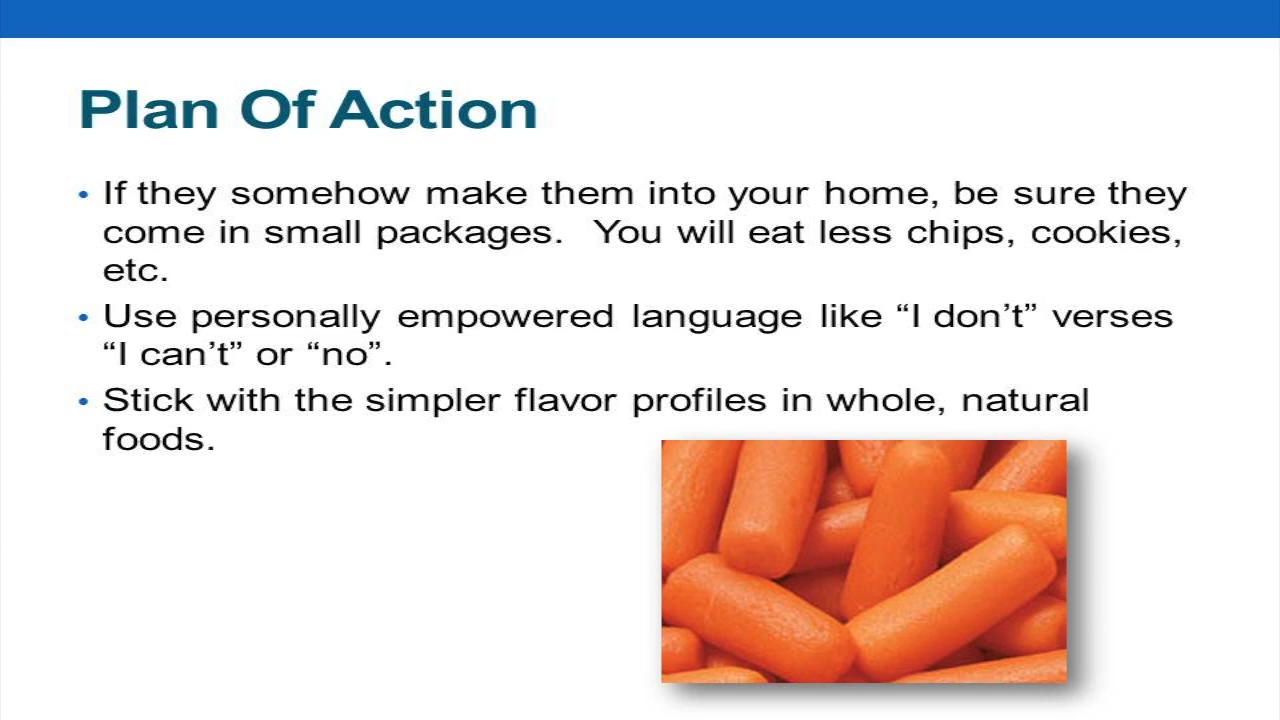 Plan Of Action
• If they somehow make them into your home, be sure they
come in small packages.  You will eat less chips, cookies,
etc.
• Use personally empowered language like “I don’t” verses
“I can’t” or “no”.
• Stick with the simpler flavor profiles in whole, natural
foods.